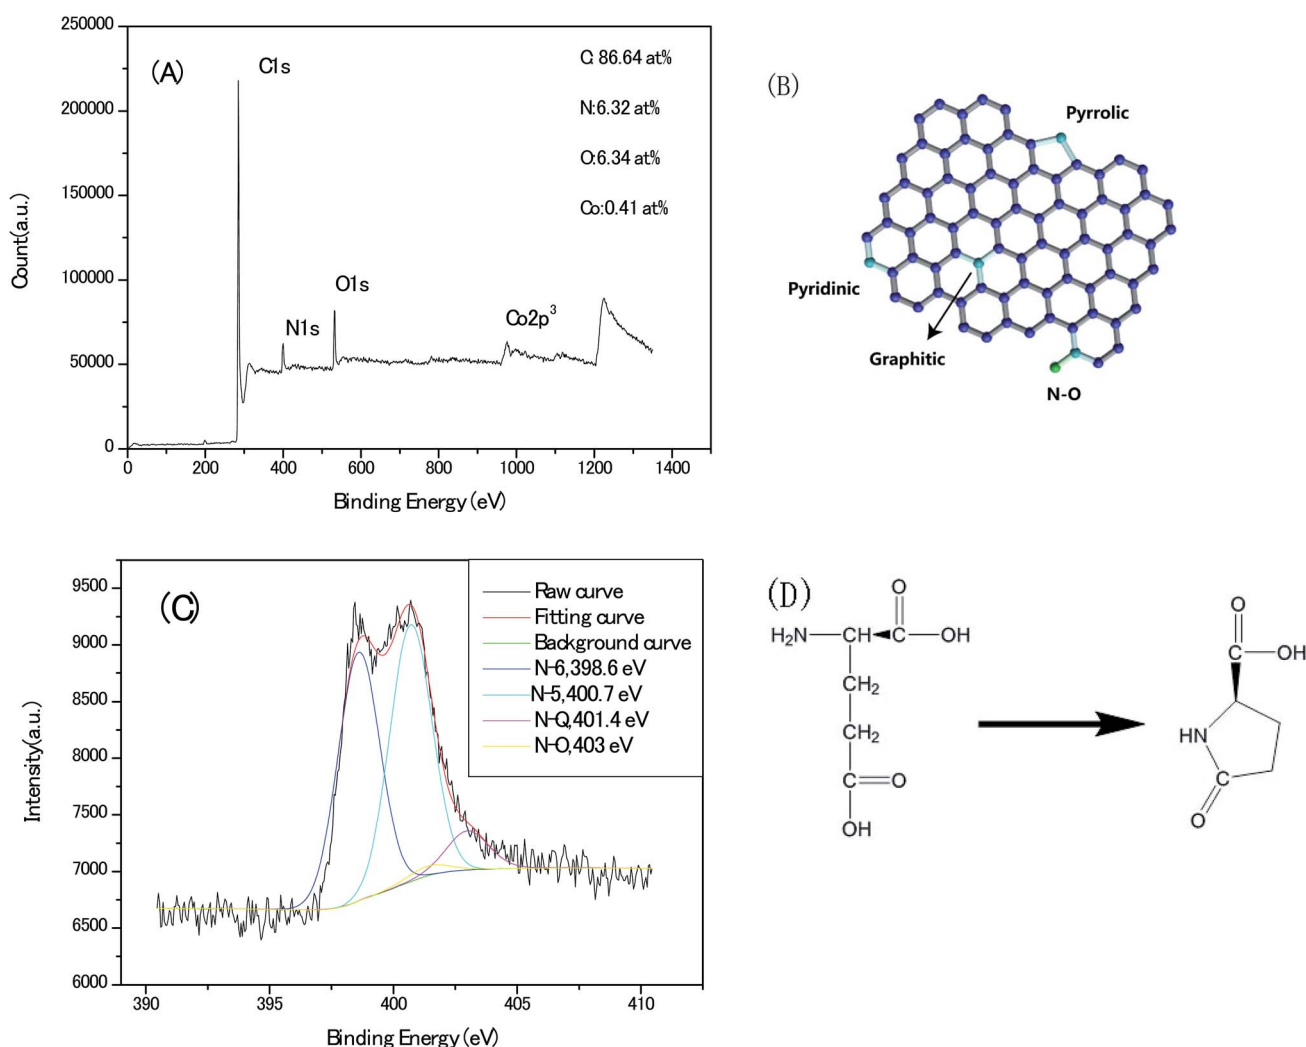 (A)
250000
200000
150000
100000
50000
0
Count(a.u.)
C1s
N1s
O1s
Co2p3
C: 86.64 at%
N:6.32 at%
O:6.34 at%
Co:0.41 at%
0 200 400 600 800 1000 1200 1400
Binding Energy (eV)
(B)
Pyrrolic
Pyridinic
Graphitic
N-O
(C)
9500
9000
8500
8000
7500
7000
6500
6000
Intensity(a.u.)
Raw curve
Fitting curve
Background curve
N-6,398.6 eV
N-5,400.7 eV
N-Q,401.4 eV
N-O,403 eV
390 395 400 405 410
Binding Energy (eV)
(D)
O
H2N CH C OH
CH2
CH2
C O
OH
O
C OH
HN
C
O